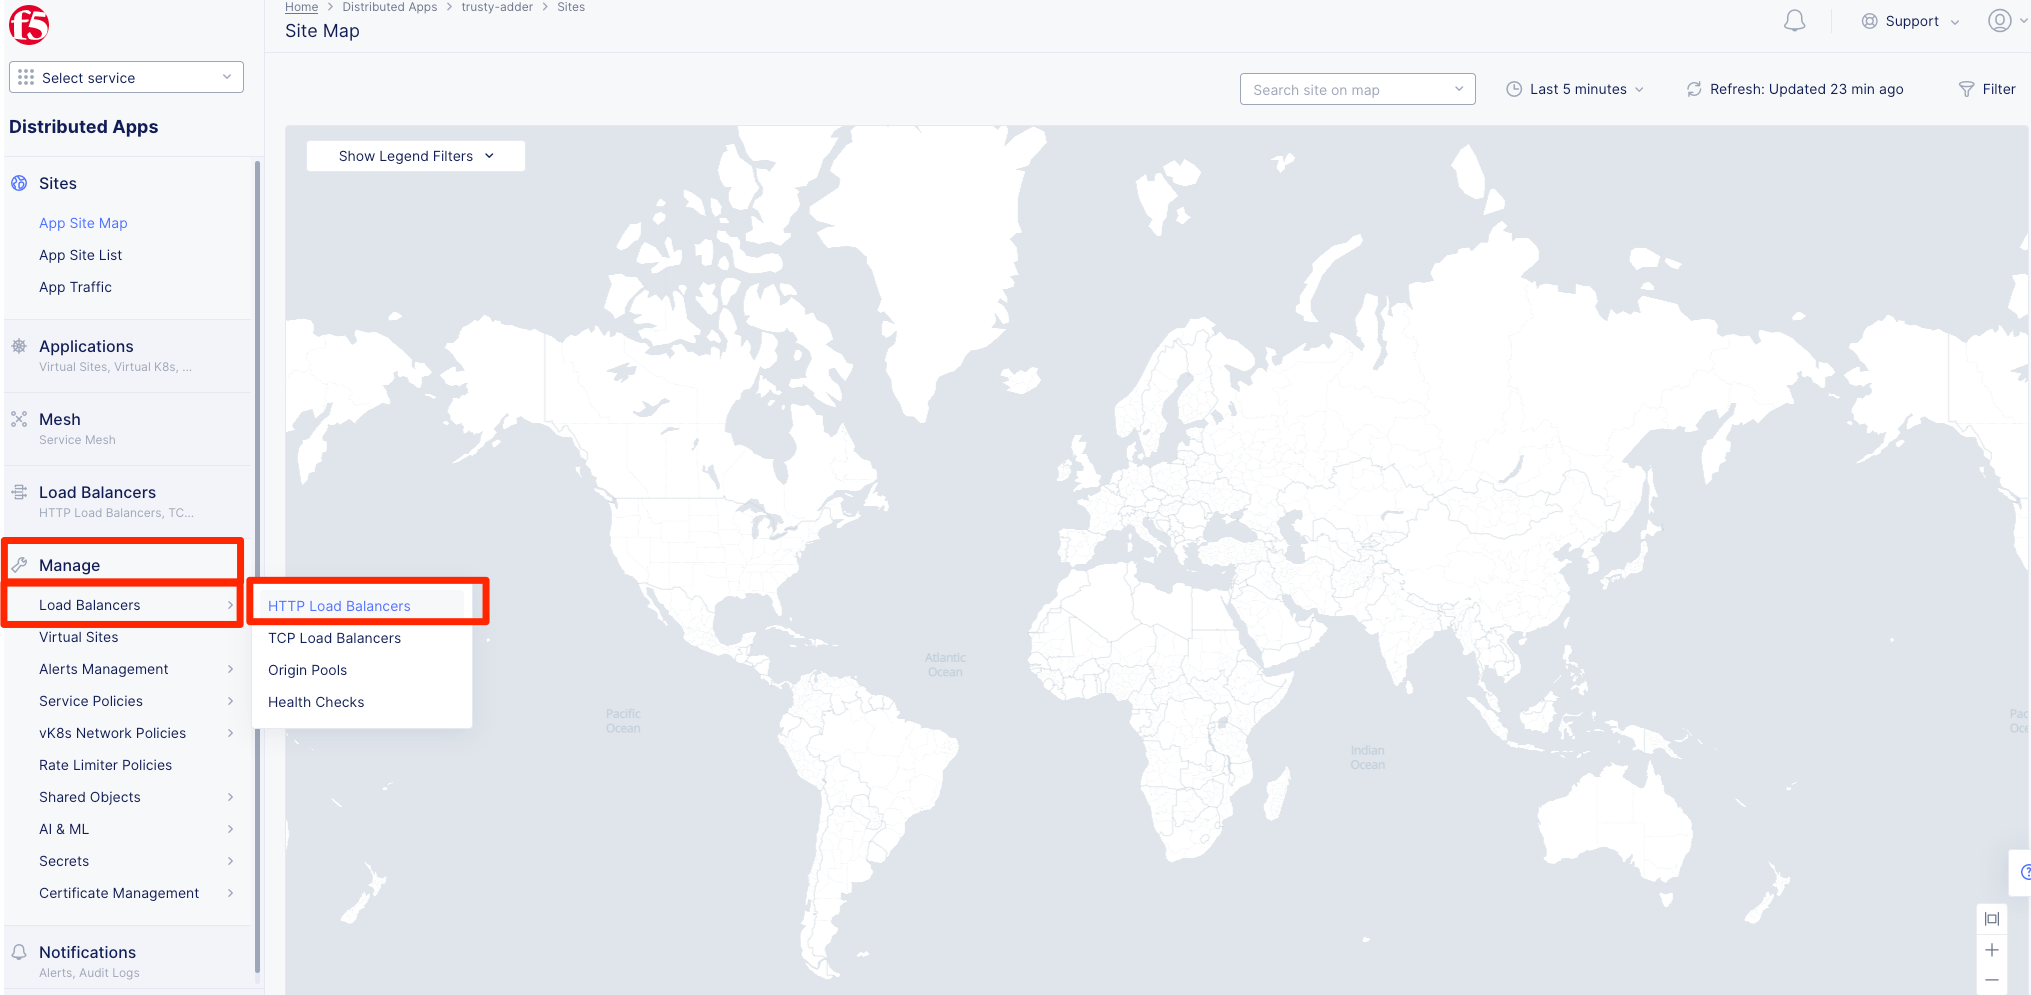 f5
Home > Distributed Apps > trusty-adder > Sites
Site Map
Support
Select service
Distributed Apps
Search site on map
Last 5 minutes
Refresh: Updated 23 min ago
Filter
Show Legend Filters
Sites
App Site Map
App Site List
App Traffic
Applications
Virtual Sites, Virtual K8s, ...
Mesh
Service Mesh
Load Balancers
HTTP Load Balancers, TC...
Manage
Load Balancers
HTTP Load Balancers
TCP Load Balancers
Origin Pools
Health Checks
Virtual Sites
Alerts Management
Service Policies
vK8s Network Policies
Rate Limiter Policies
Shared Objects
AI & ML
Secrets
Certificate Management
Notifications
Alerts, Audit Logs
Atlantic
Ocean
Pacific
Ocean
Indian
Ocean
Pac
Oce